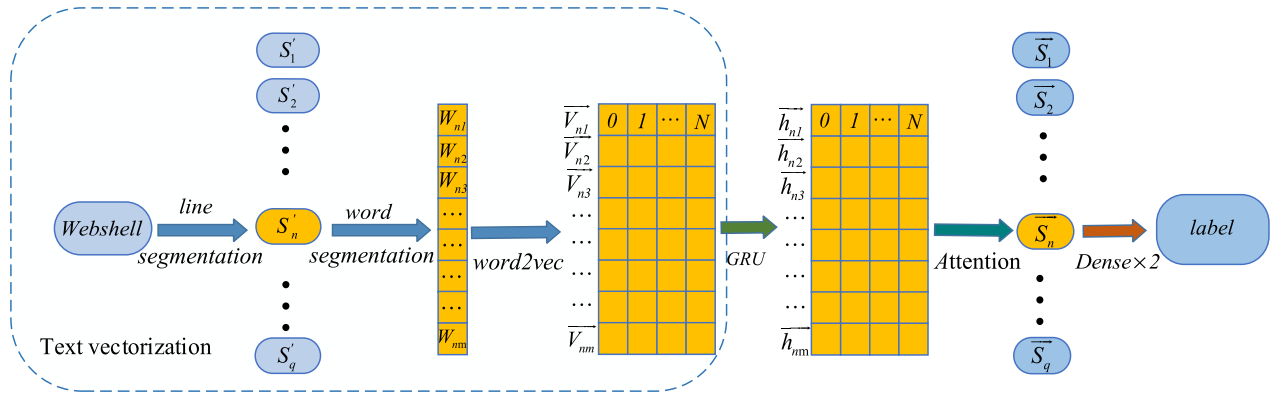 Webshell
line
segmentation
S′₁
S′₂
S′ₙ
S′q
word
segmentation
Wn1
Wn2
Wn3
...
...
...
...
Wnm
word2vec
Vn1
Vn2
Vn3
...
...
...
...
Vnm
0 1 ... N
Text vectorization
GRU
hn1
hn2
hn3
...
...
...
...
hnm
0 1 ... N
Attention
S₁
S₂
Sₙ
Sq
Dense×2
label